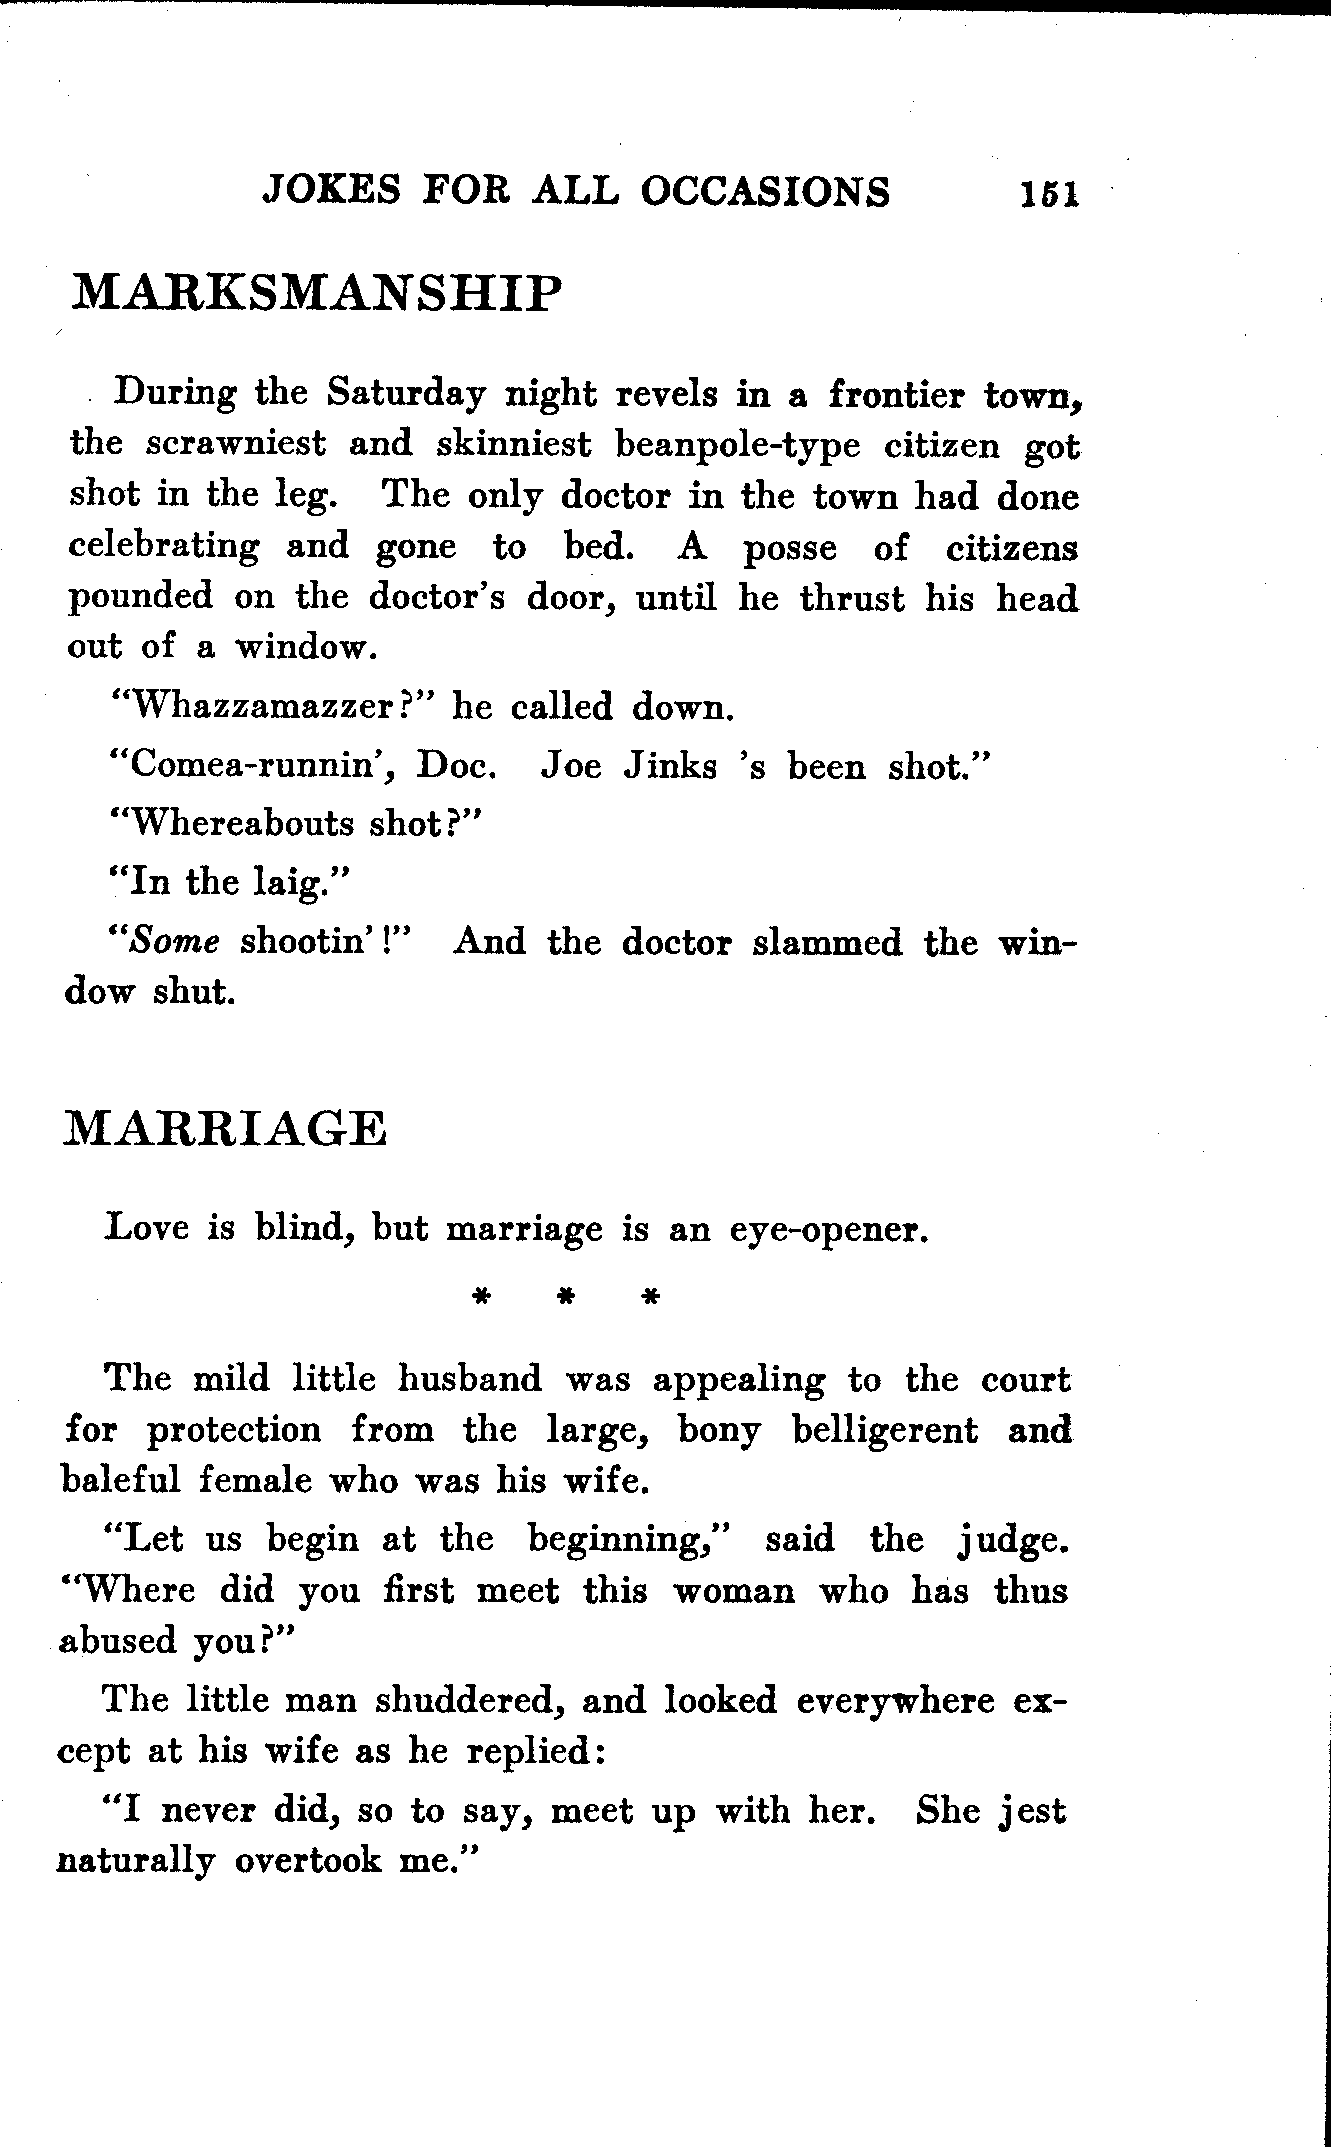 JOKES FOR ALL OCCASIONS 151
MARKSMANSHIP
During the Saturday night revels in a frontier town,
the scrawniest and skinniest beanpole-type citizen got
shot in the leg. The only doctor in the town had done
celebrating and gone to bed. A posse of citizens
pounded on the doctor's door, until he thrust his head
out of a window.
"Whazzamazzer?" he called down.
"Comea-runnin', Doc. Joe Jinks 's been shot."
"Whereabouts shot?"
"In the laig."
"Some shootin'!" And the doctor slammed the win-
dow shut.
MARRIAGE
Love is blind, but marriage is an eye-opener.
* * *
The mild little husband was appealing to the court
for protection from the large, bony belligerent and
baleful female who was his wife.
"Let us begin at the beginning," said the judge.
"Where did you first meet this woman who has thus
abused you?"
The little man shuddered, and looked everywhere ex-
cept at his wife as he replied:
"I never did, so to say, meet up with her. She jest
naturally overtook me."